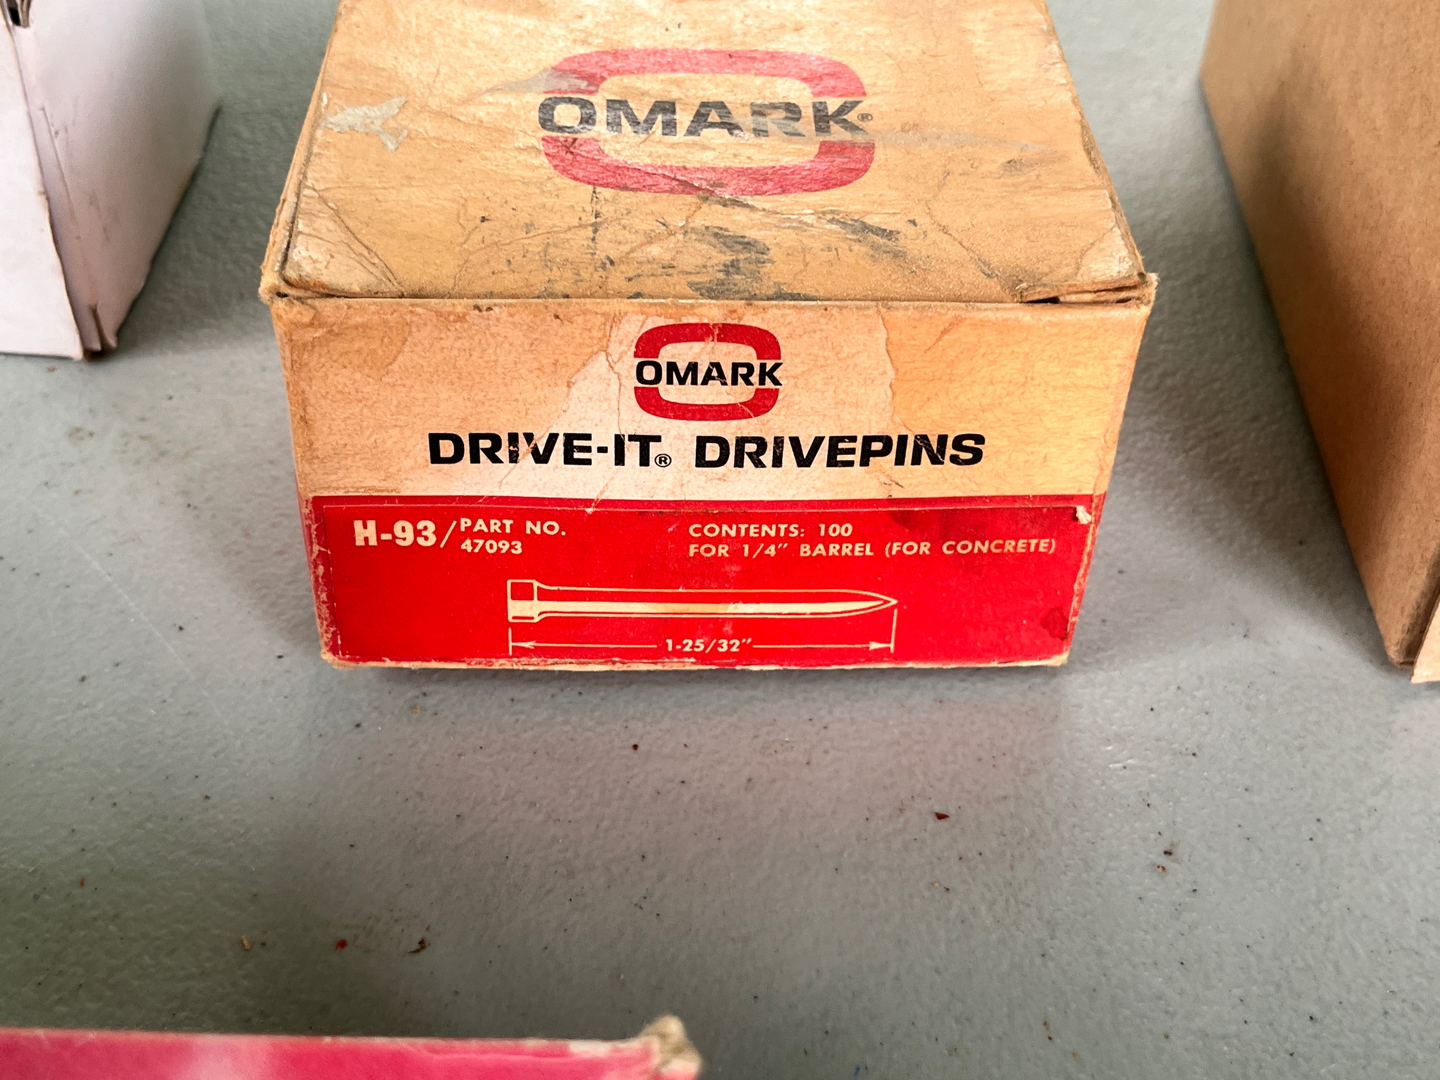 OMARK®
OMARK
DRIVE-IT® DRIVEPINS
H-93/PART NO.
47093
CONTENTS: 100
FOR 1/4" BARREL (FOR CONCRETE)
1-25/32"